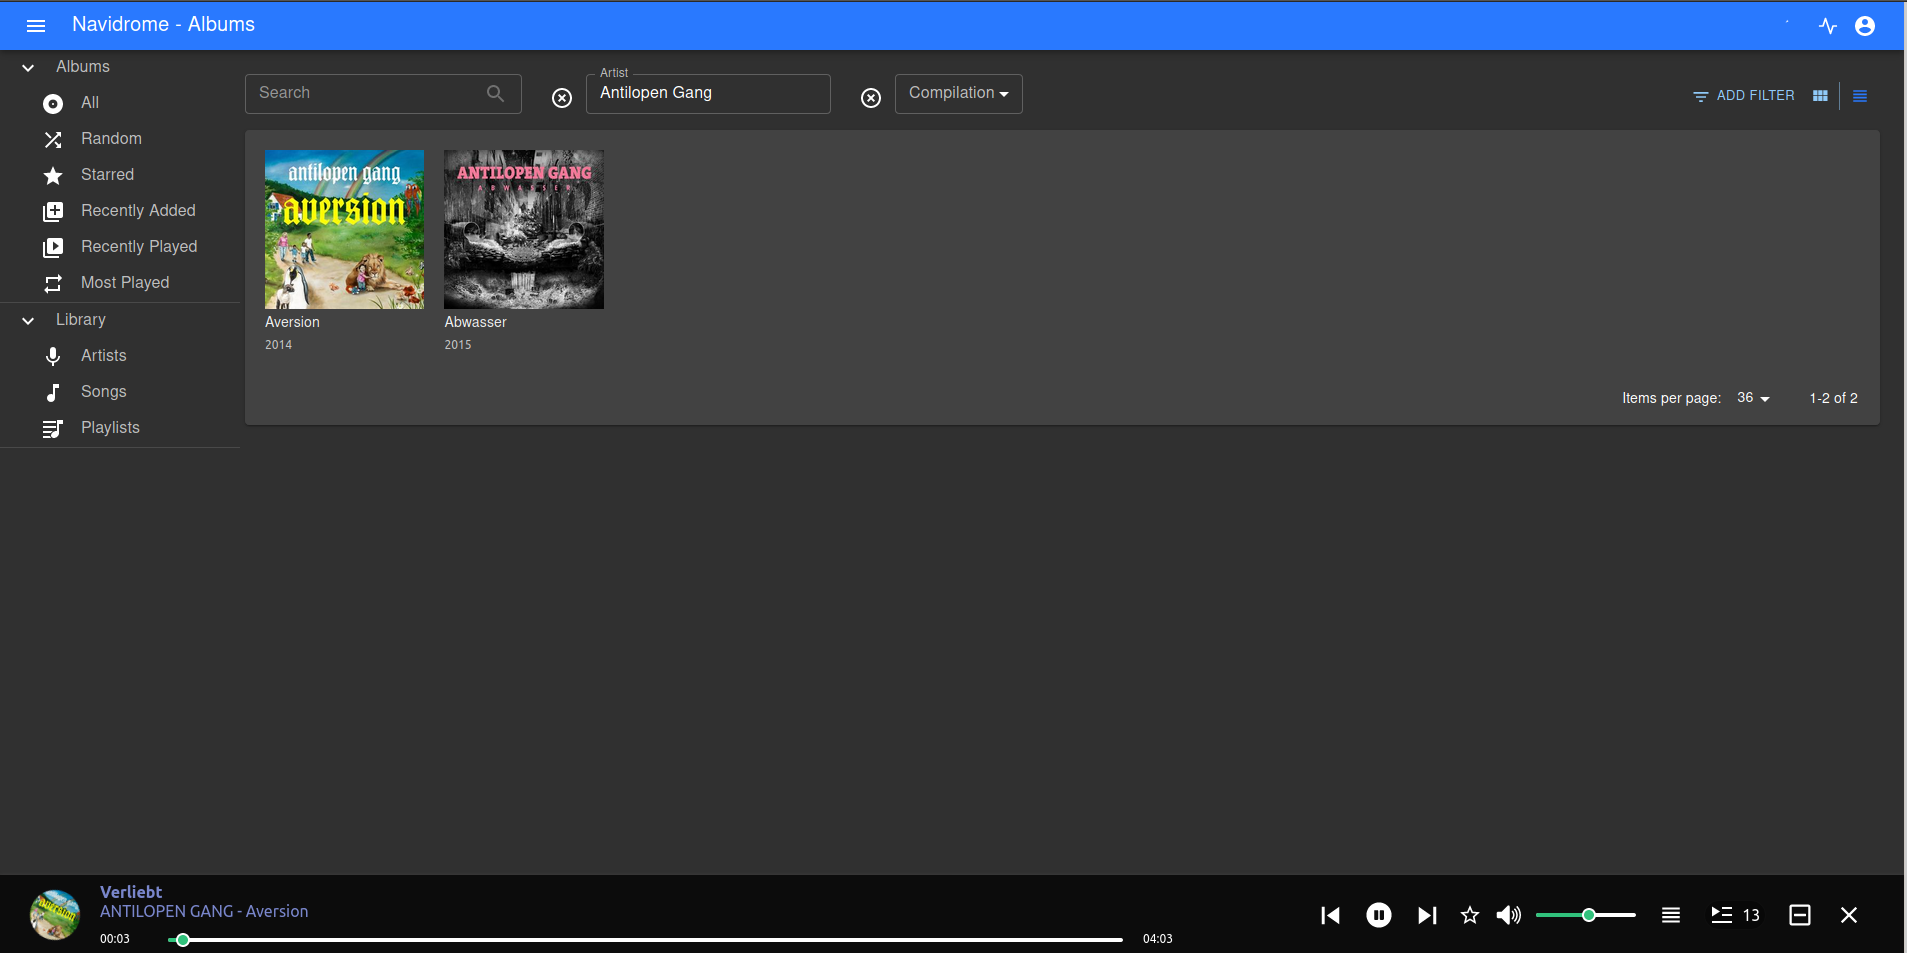 Navidrome - Albums
Albums
All
Random
Starred
Recently Added
Recently Played
Most Played
Library
Artists
Songs
Playlists
Search
Artist
Antilopen Gang
Compilation
ADD FILTER
antilopen gang
aversion
Aversion
2014
ANTILOPEN GANG
ABWASSER
Abwasser
2015
Items per page: 36
1-2 of 2
aversion
Verliebt
ANTILOPEN GANG - Aversion
00:03
04:03
13